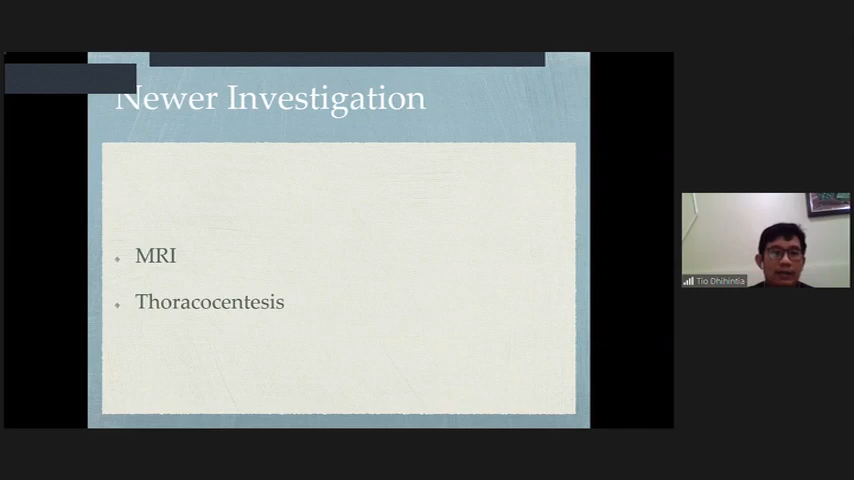 Newer Investigation
MRI
Thoracocentesis
Tio Dhihintia